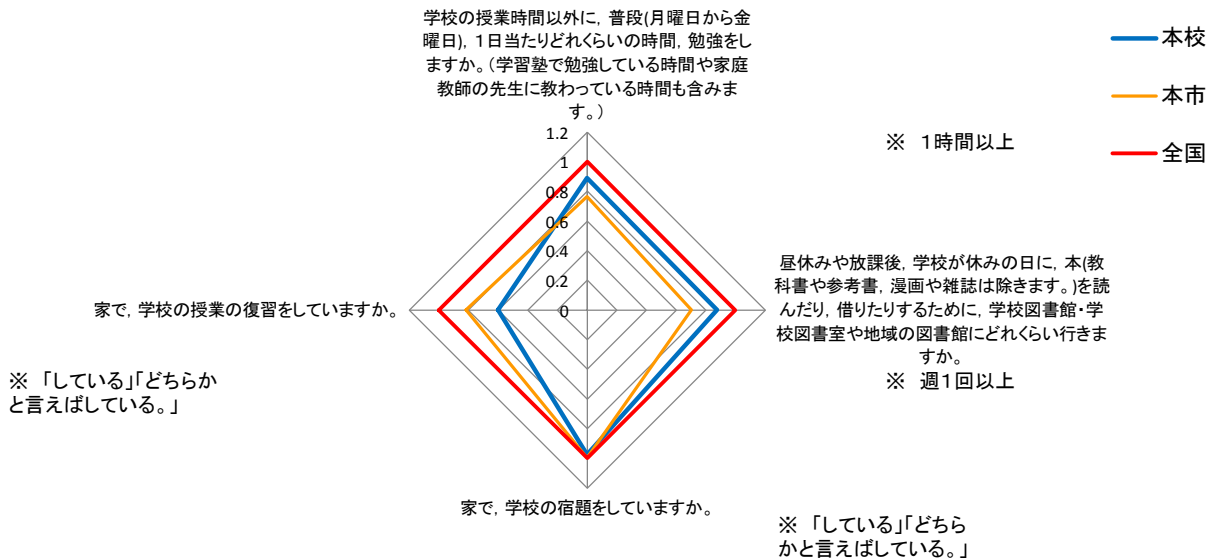 学校の授業時間以外に, 普段(月曜日から金
曜日), １日当たりどれくらいの時間, 勉強をし
ますか。（学習塾で勉強している時間や家庭
教師の先生に教わっている時間も含みま
す。）
本校
本市
全国
※　１時間以上
1.2
1
0.8
0.6
0.4
0.2
0
昼休みや放課後, 学校が休みの日に, 本(教
科書や参考書, 漫画や雑誌は除きます。)を読
んだり, 借りたりするために, 学校図書館・学
校図書室や地域の図書館にどれくらい行きま
すか。
※　週１回以上
家で, 学校の授業の復習をしていますか。
※　「している」「どちらか
と言えばしている。」
家で, 学校の宿題をしていますか。
※　「している」「どちら
かと言えばしている。」